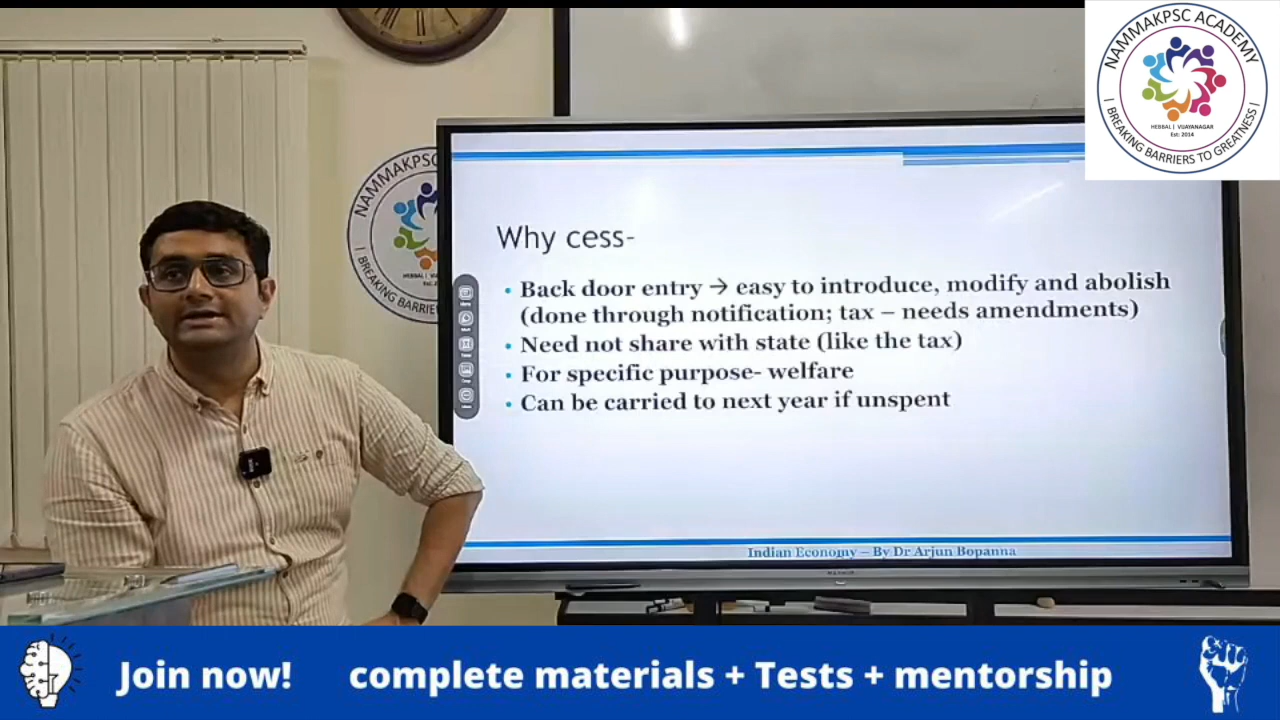 NAMMAKPSC ACADEMY
HEBBAL | VIJAYANAGAR
Est: 2014
| BREAKING BARRIERS TO GREATNESS |
NAMMAKPSC
| BREAKING BARRIE
Why cess-
• Back door entry → easy to introduce, modify and abolish
(done through notification; tax – needs amendments)
• Need not share with state (like the tax)
• For specific purpose- welfare
• Can be carried to next year if unspent
Indian Economy – By Dr Arjun Bopanna
Join now! complete materials + Tests + mentorship